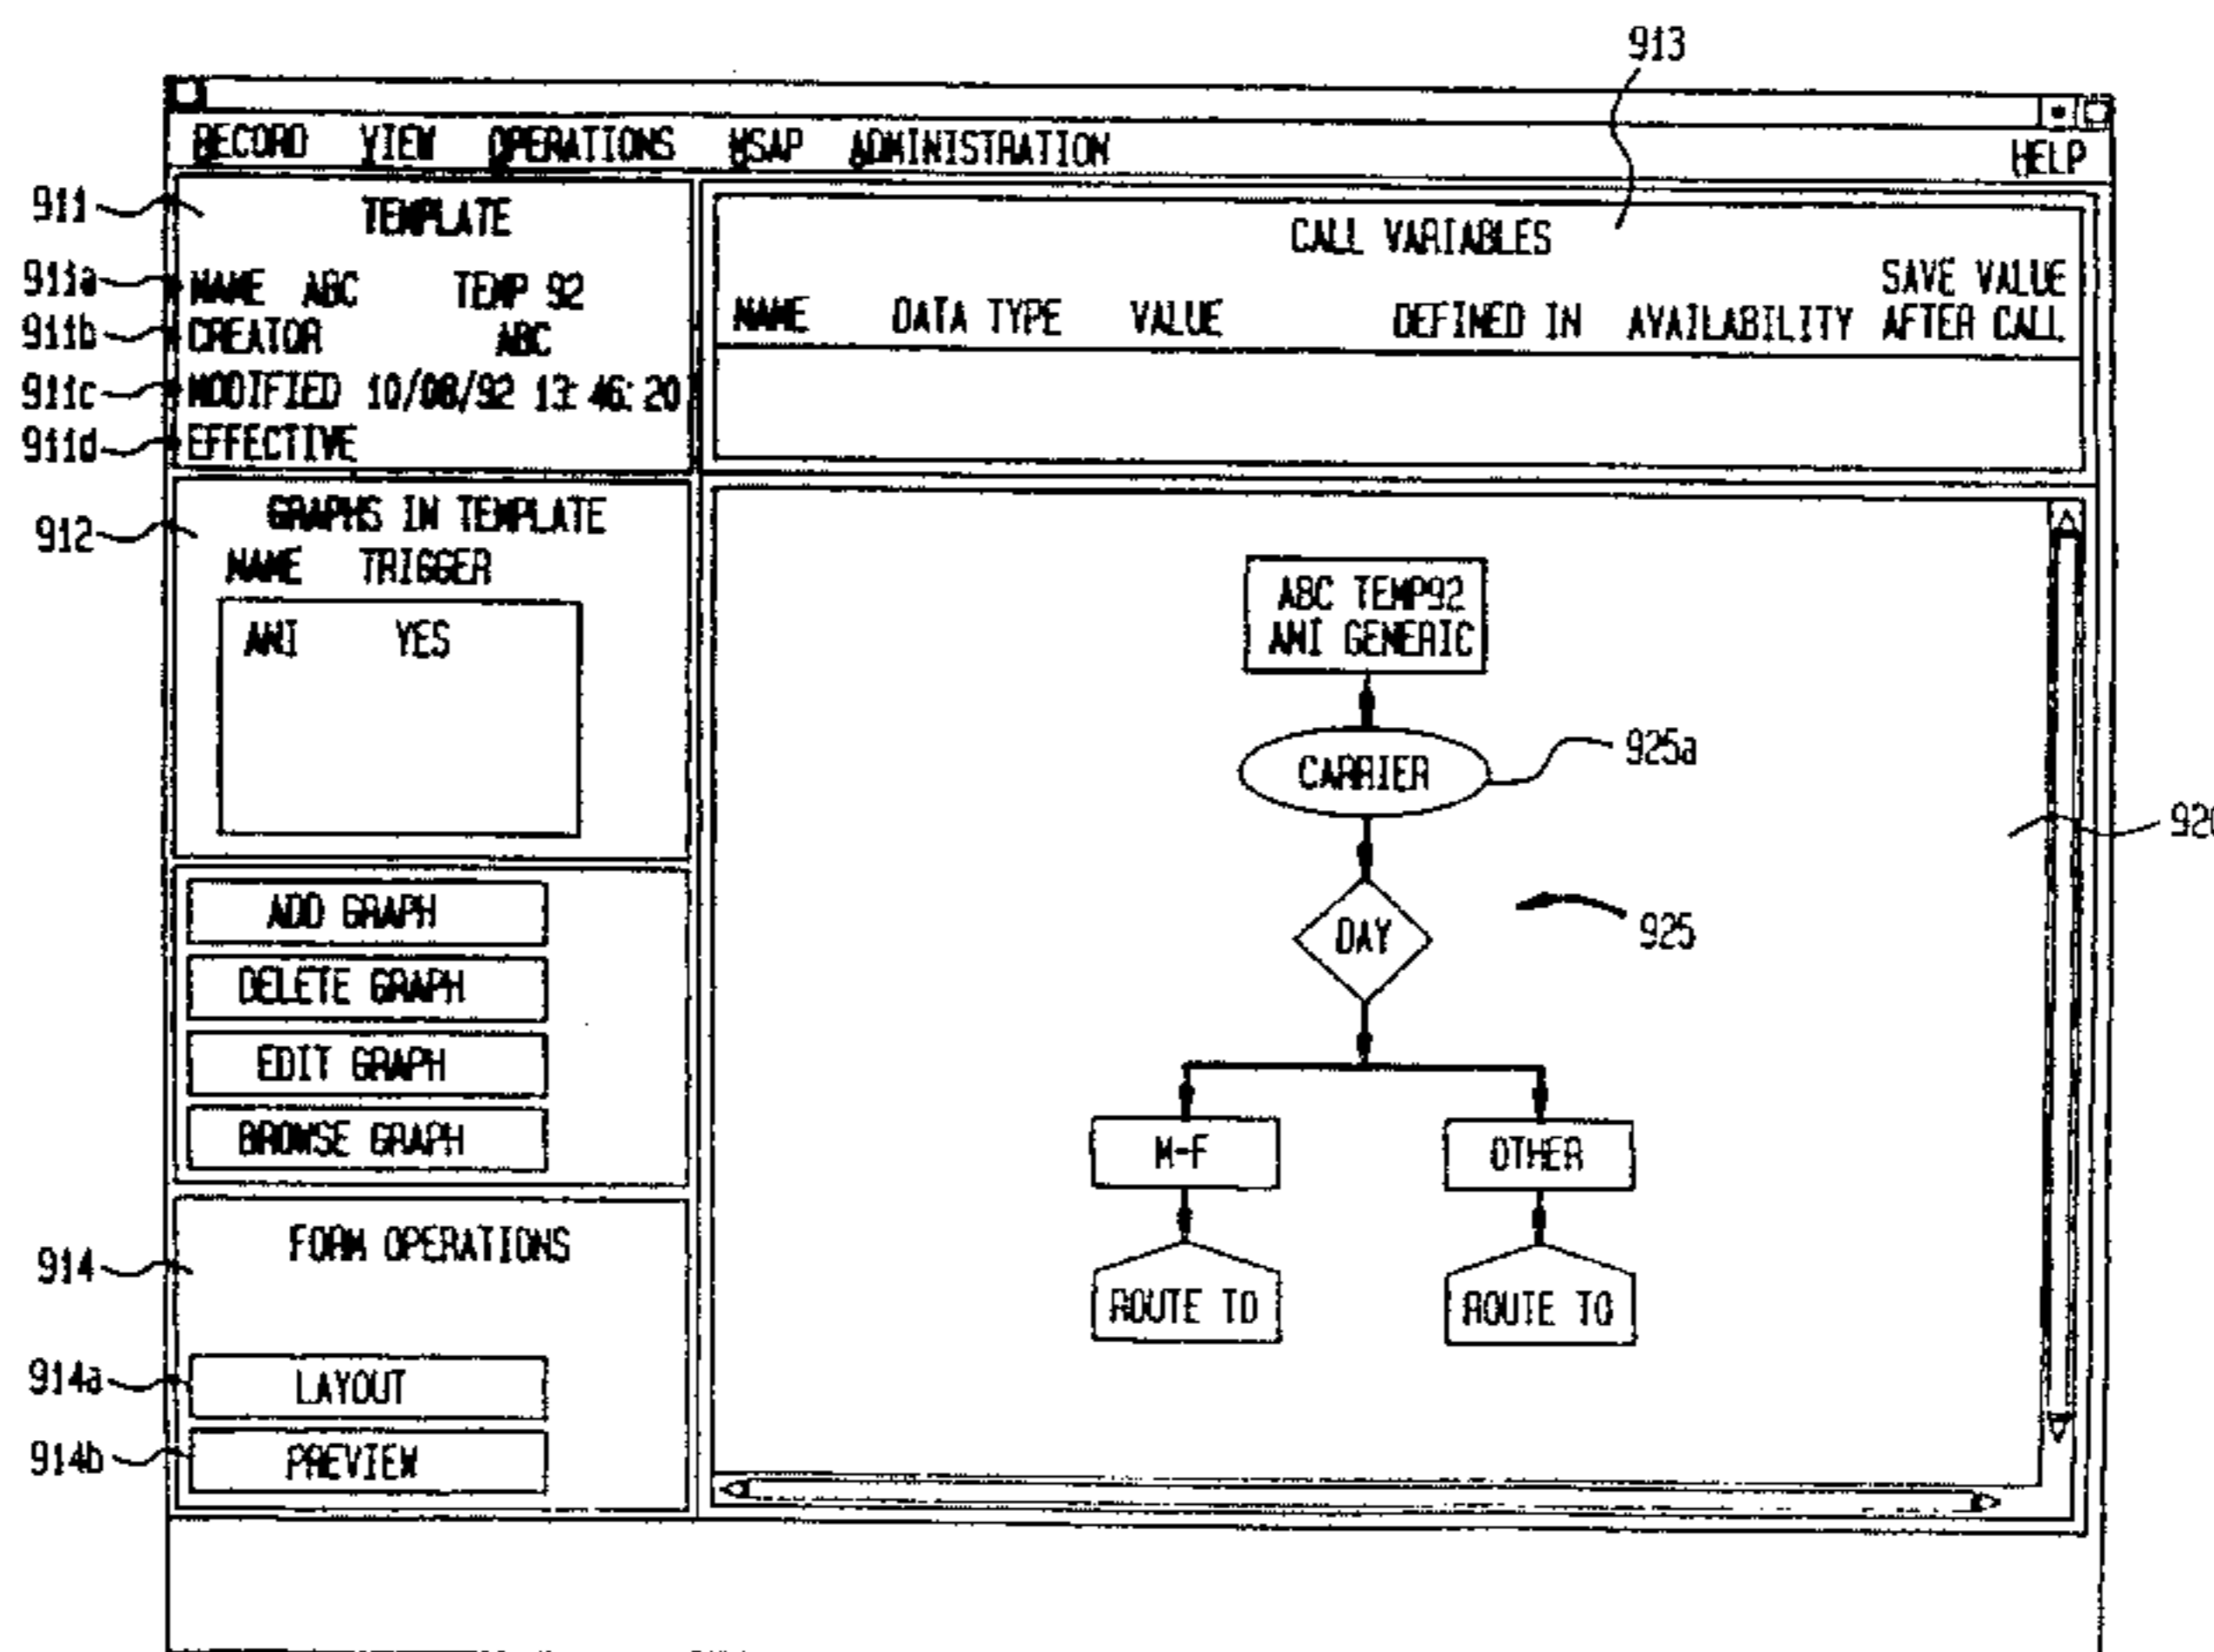 913
RECORD VIEW OPERATIONS MSAP ADMINISTRATION HELP
911
TEMPLATE
911a
NAME ABC TEMP 92
911b
CREATOR ABC
911c
MODIFIED 10/08/92 13:46:20
911d
EFFECTIVE
CALL VARIABLES
NAME DATA TYPE VALUE DEFINED IN AVAILABILITY SAVE VALUE
AFTER CALL
912
GRAPHS IN TEMPLATE
NAME TRIGGER
ANI YES
ADD GRAPH
DELETE GRAPH
EDIT GRAPH
BROWSE GRAPH
914
FORM OPERATIONS
914a
LAYOUT
914b
PREVIEW
ABC TEMP92
ANI GENERIC
CARRIER
925a
DAY
925
M-F
OTHER
ROUTE TO
ROUTE TO